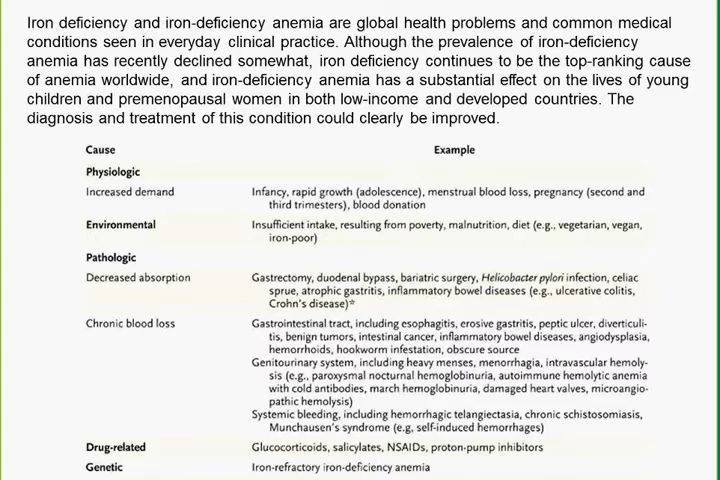 Iron deficiency and iron-deficiency anemia are global health problems and common medical
conditions seen in everyday clinical practice. Although the prevalence of iron-deficiency
anemia has recently declined somewhat, iron deficiency continues to be the top-ranking cause
of anemia worldwide, and iron-deficiency anemia has a substantial effect on the lives of young
children and premenopausal women in both low-income and developed countries. The
diagnosis and treatment of this condition could clearly be improved.
Cause Example
Physiologic
Increased demand Infancy, rapid growth (adolescence), menstrual blood loss, pregnancy (second and
third trimesters), blood donation
Environmental Insufficient intake, resulting from poverty, malnutrition, diet (e.g., vegetarian, vegan,
iron-poor)
Pathologic
Decreased absorption Gastrectomy, duodenal bypass, bariatric surgery, Helicobacter pylori infection, celiac
sprue, atrophic gastritis, inflammatory bowel diseases (e.g., ulcerative colitis,
Crohn's disease)*
Chronic blood loss Gastrointestinal tract, including esophagitis, erosive gastritis, peptic ulcer, diverticuli-
tis, benign tumors, intestinal cancer, inflammatory bowel diseases, angiodysplasia,
hemorrhoids, hookworm infestation, obscure source
Genitourinary system, including heavy menses, menorrhagia, intravascular hemoly-
sis (e.g., paroxysmal nocturnal hemoglobinuria, autoimmune hemolytic anemia
with cold antibodies, march hemoglobinuria, damaged heart valves, microangio-
pathic hemolysis)
Systemic bleeding, including hemorrhagic telangiectasia, chronic schistosomiasis,
Munchausen's syndrome (e.g, self-induced hemorrhages)
Drug-related Glucocorticoids, salicylates, NSAIDs, proton-pump inhibitors
Genetic Iron-refractory iron-deficiency anemia